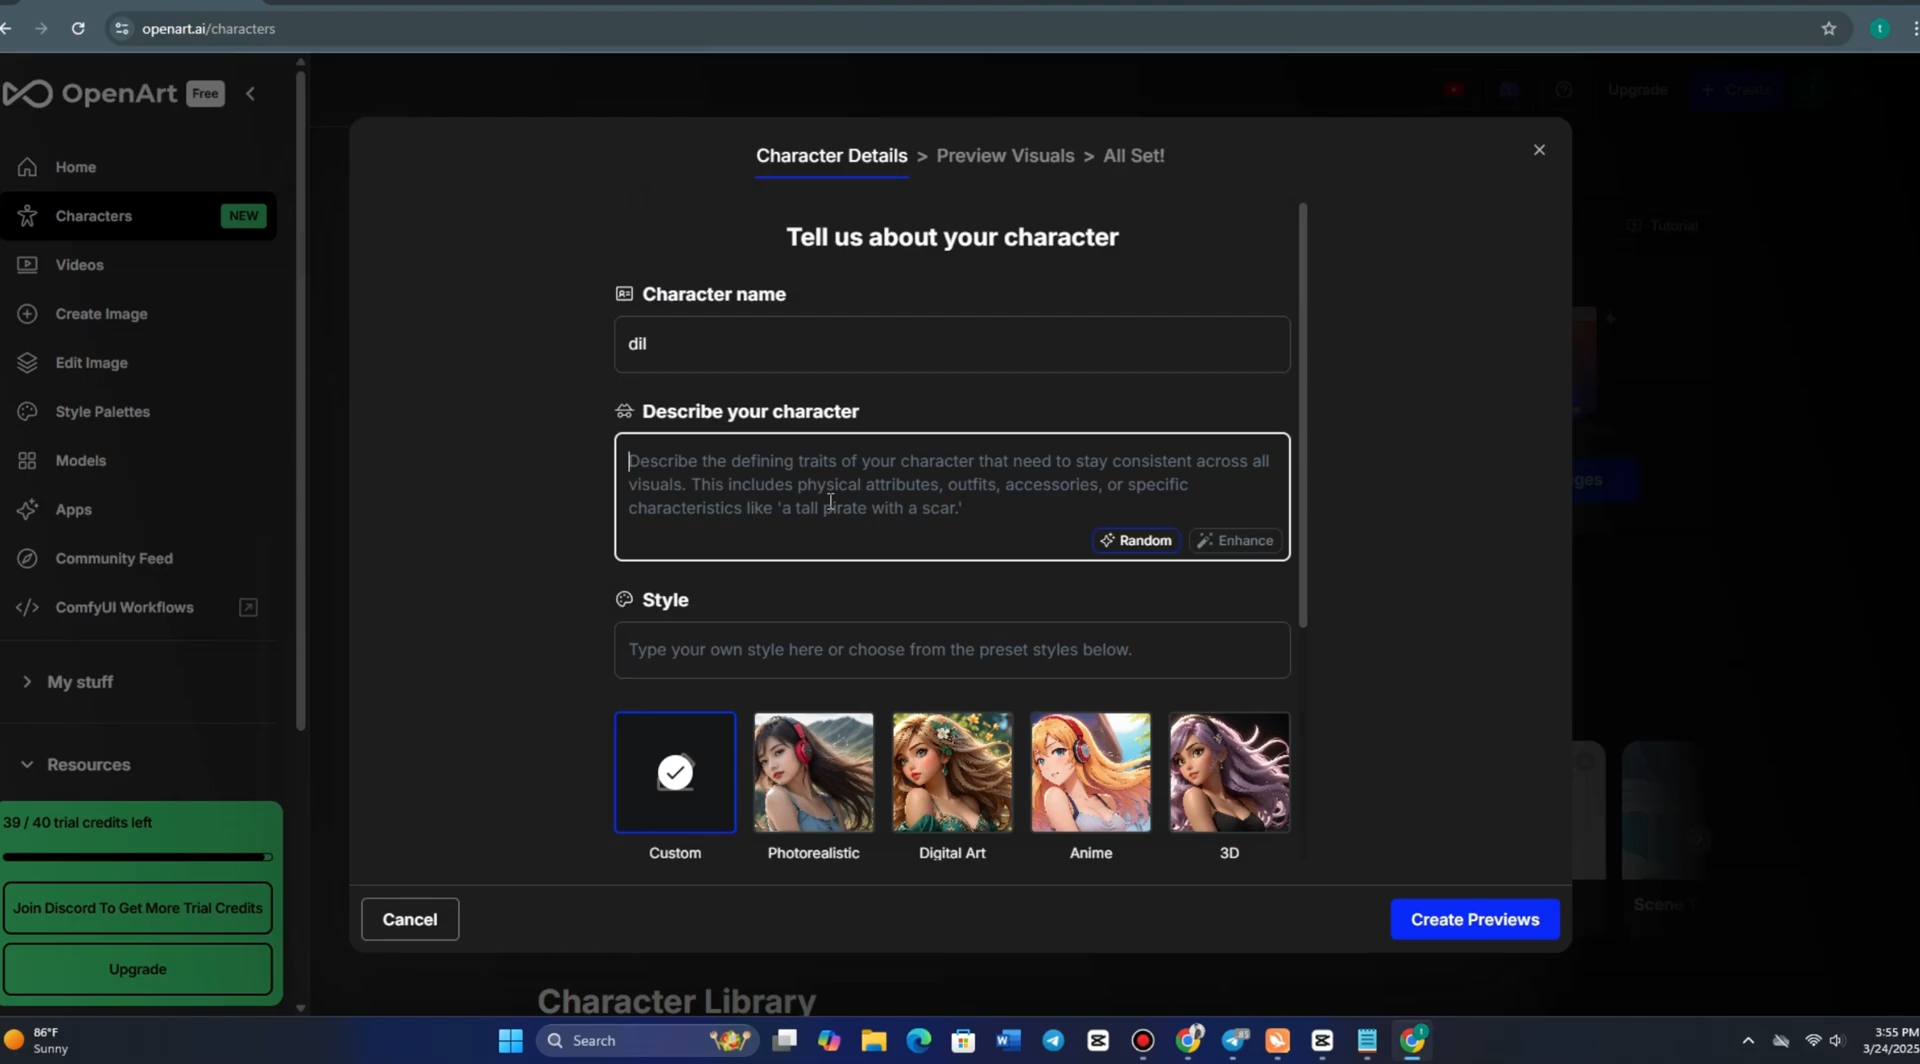 openart.ai/characters
t
OpenArt Free
Upgrade
+ Create
Home
Characters NEW
Videos
Create Image
Edit Image
Style Palettes
Models
Apps
Community Feed
ComfyUI Workflows
My stuff
Resources
39 / 40 trial credits left
Join Discord To Get More Trial Credits
Upgrade
Character Details > Preview Visuals > All Set!
Tell us about your character
Character name
dil
Describe your character
Describe the defining traits of your character that need to stay consistent across all
visuals. This includes physical attributes, outfits, accessories, or specific
characteristics like 'a tall pirate with a scar.'
Random Enhance
Style
Type your own style here or choose from the preset styles below.
Custom Photorealistic Digital Art Anime 3D
Cancel
Create Previews
Tutorial
Scene
Character Library
86°F
Sunny
Search
3:55 PM
3/24/2025